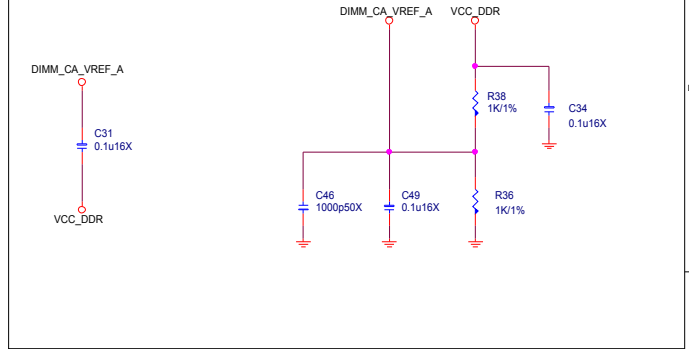 DIMM_CA_VREF_A
VCC_DDR
DIMM_CA_VREF_A
R38
1K/1%
C34
0.1u16X
C31
0.1u16X
C46
1000p50X
C49
0.1u16X
R36
1K/1%
VCC_DDR